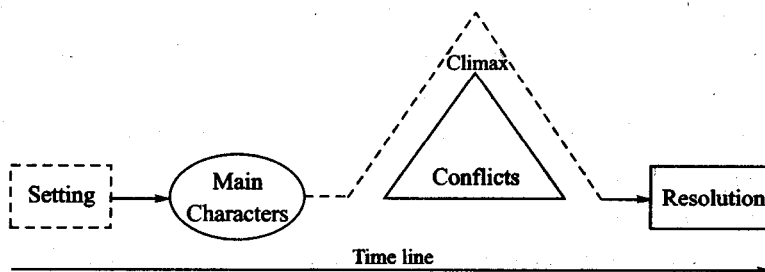 Climax
Setting
Main
Characters
Conflicts
Resolution
Time line